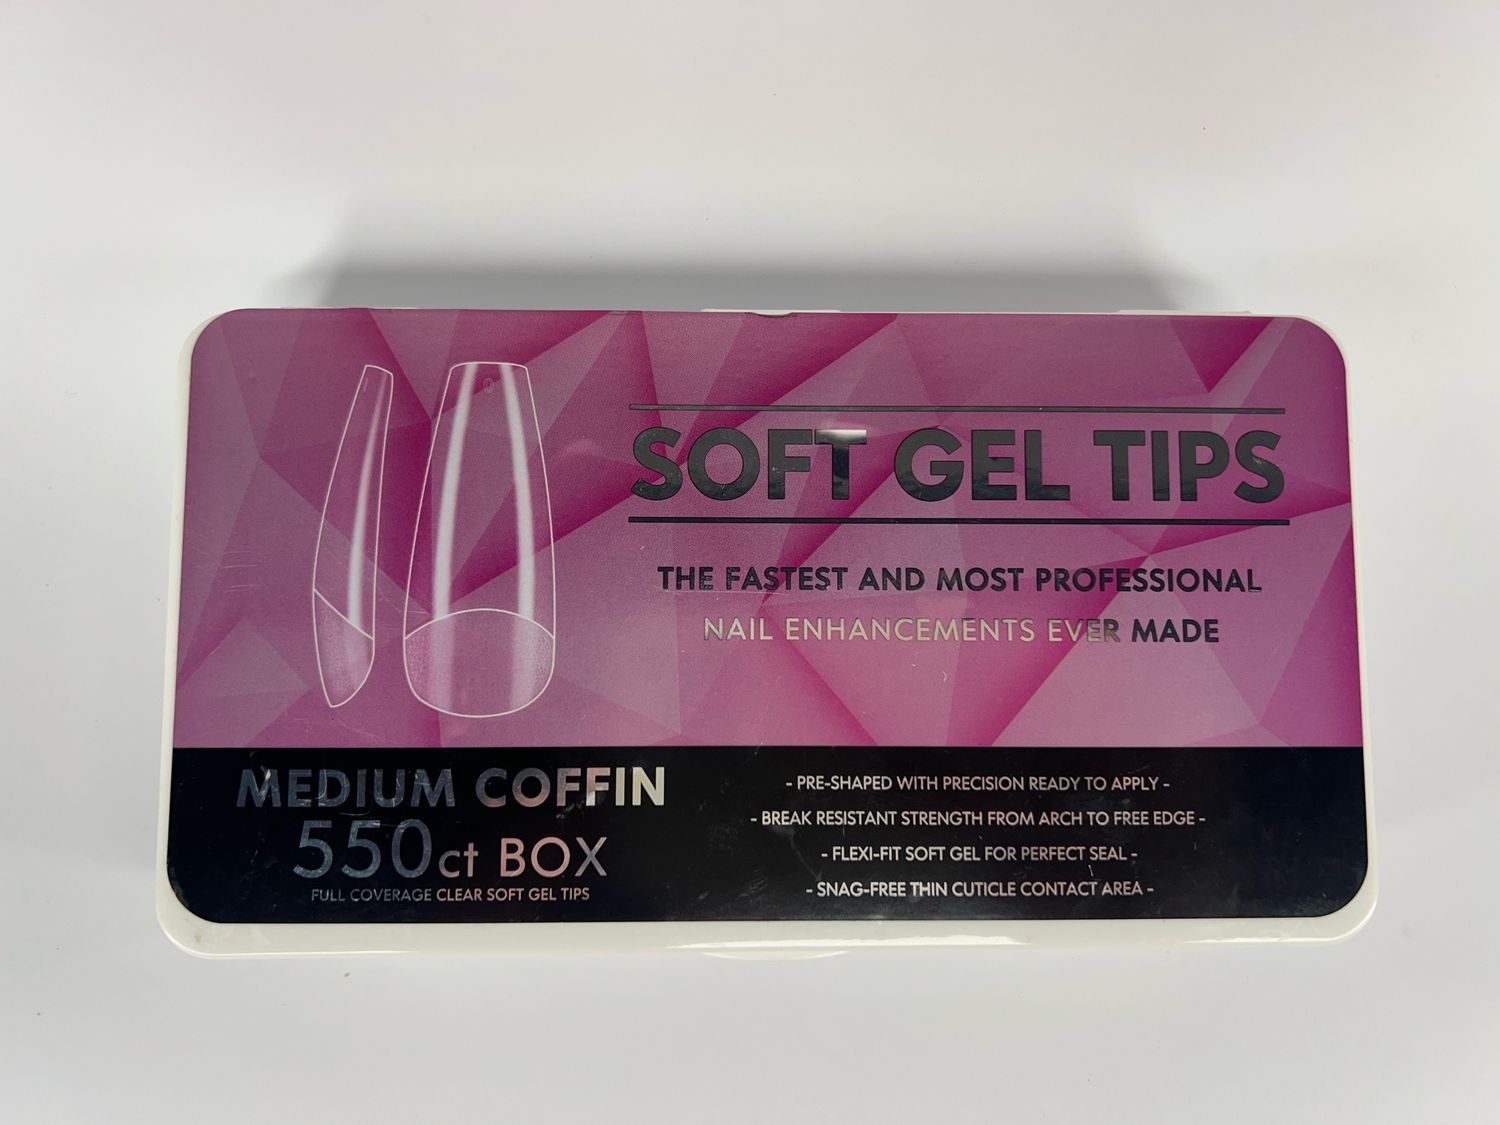 SOFT GEL TIPS
THE FASTEST AND MOST PROFESSIONAL
NAIL ENHANCEMENTS EVER MADE
MEDIUM COFFIN
550ct BOX
FULL COVERAGE CLEAR SOFT GEL TIPS
- PRE-SHAPED WITH PRECISION READY TO APPLY -
- BREAK RESISTANT STRENGTH FROM ARCH TO FREE EDGE -
- FLEXI-FIT SOFT GEL FOR PERFECT SEAL -
- SNAG-FREE THIN CUTICLE CONTACT AREA -